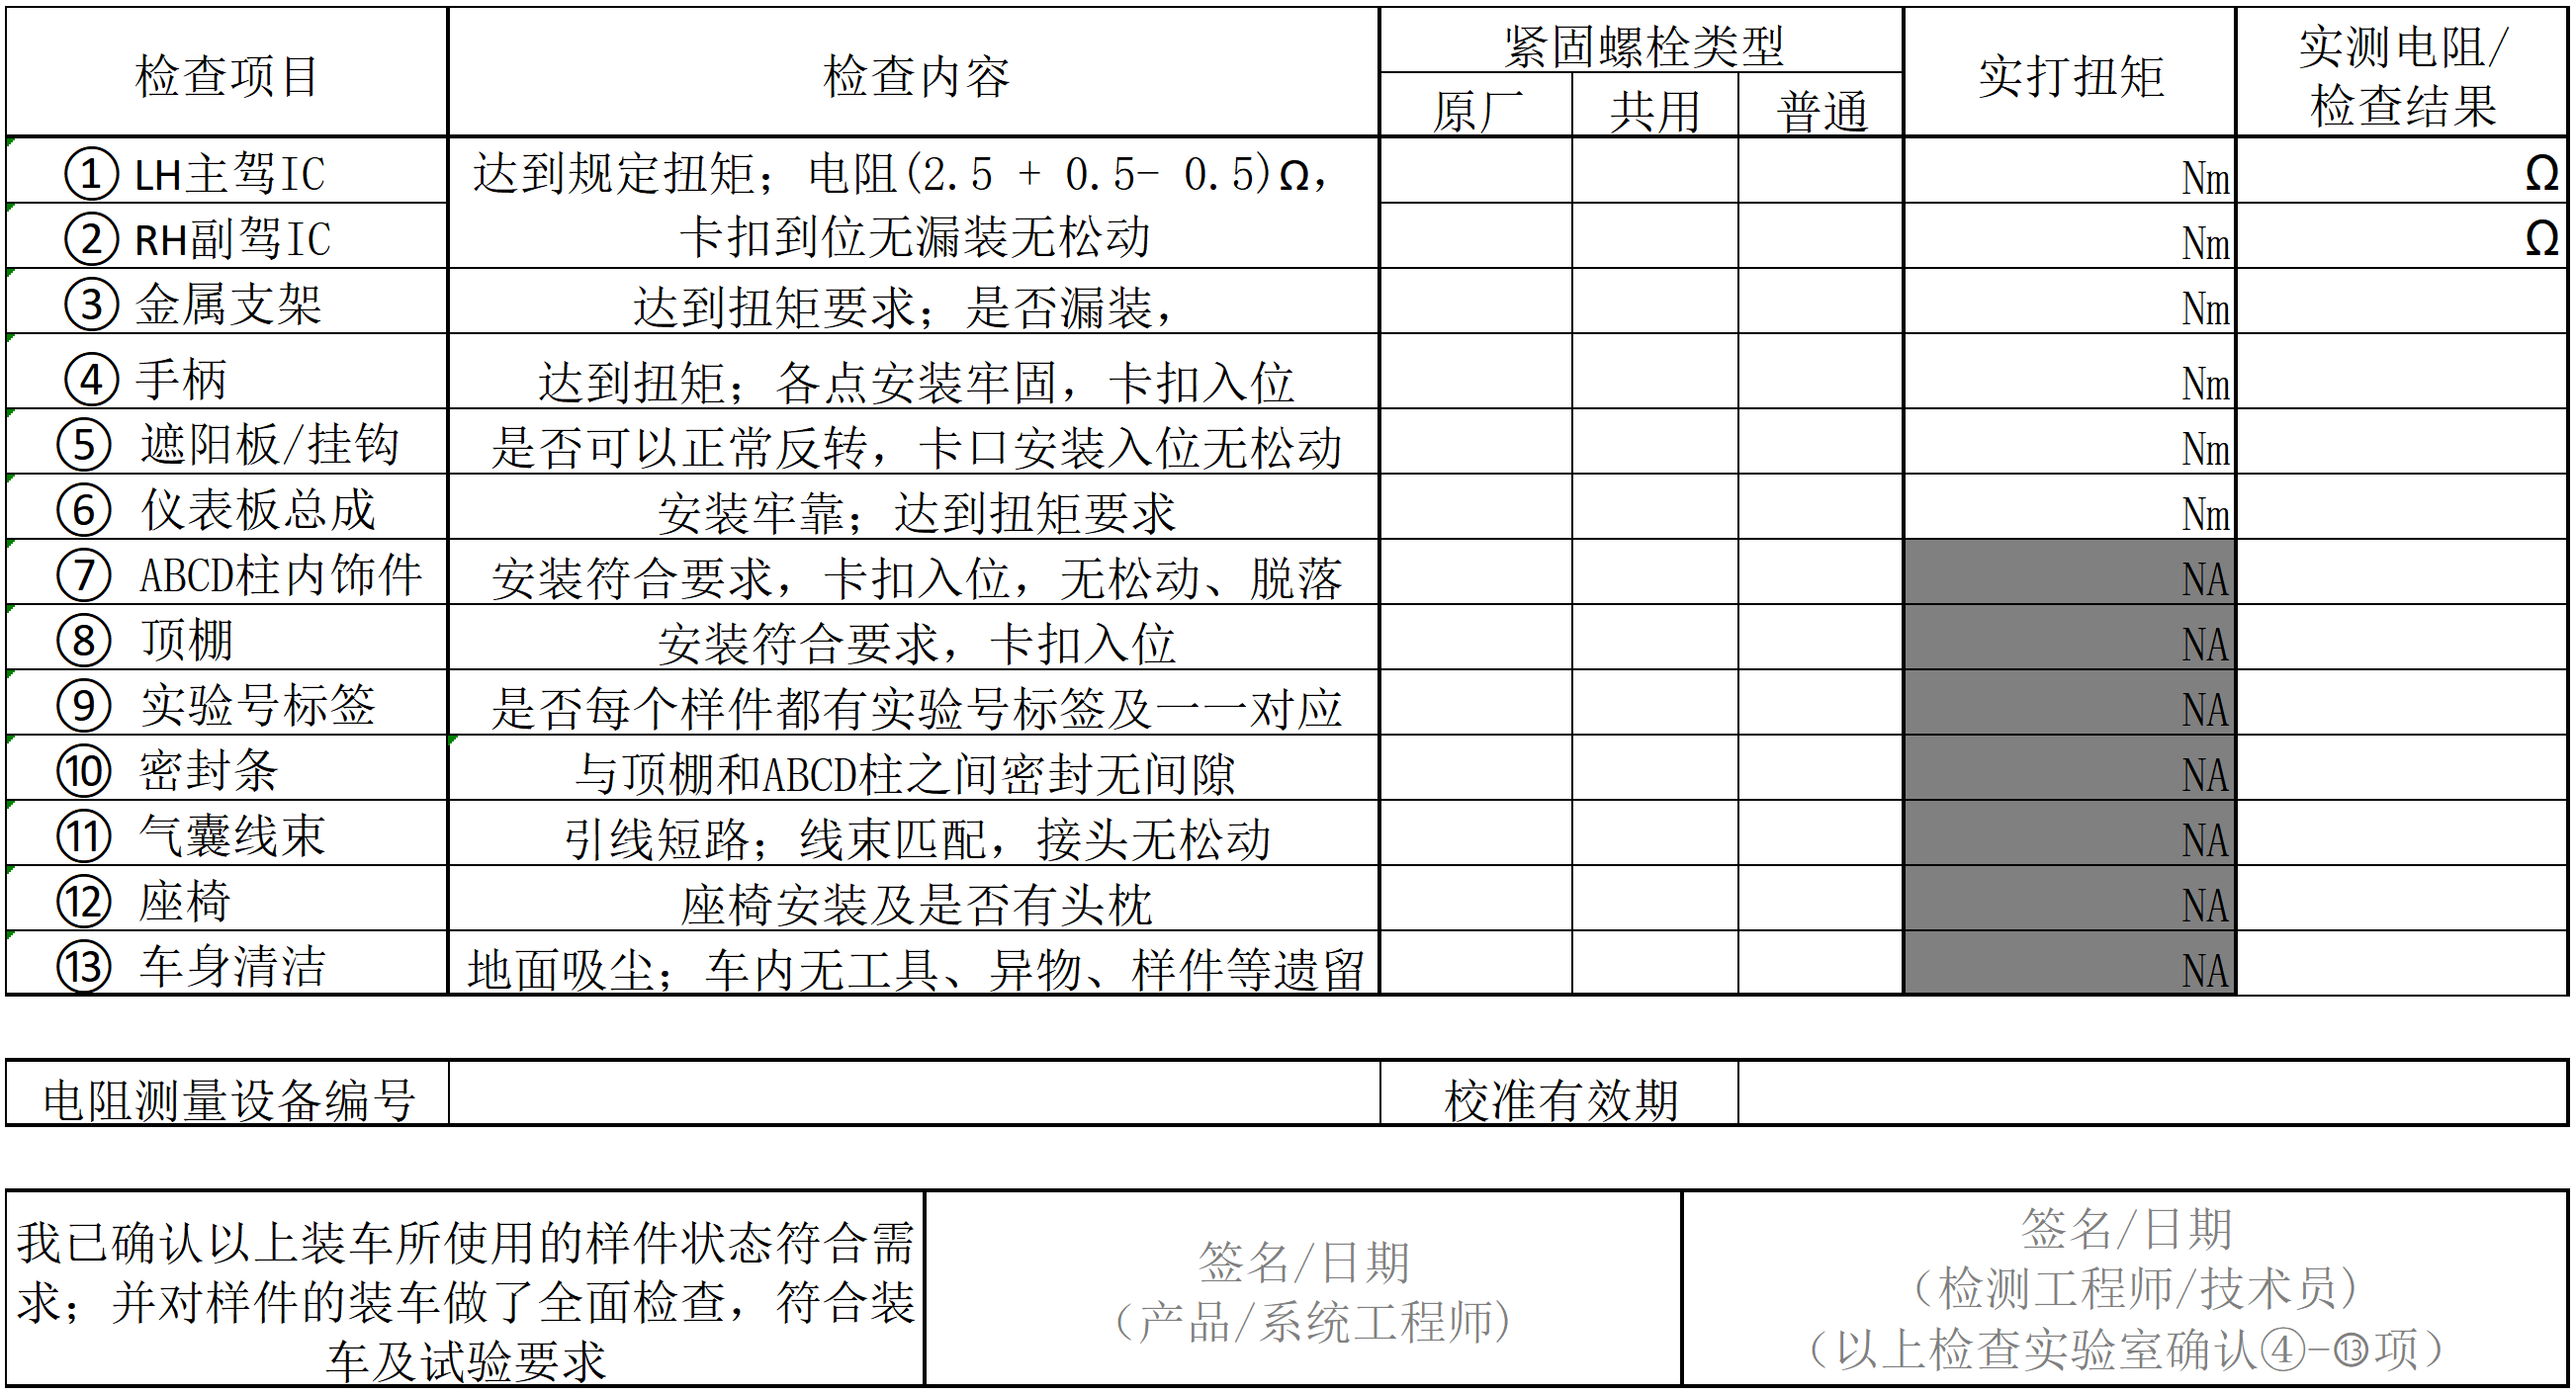 检查项目
检查内容
紧固螺栓类型
实打扭矩
实测电阻/
检查结果
原厂
共用
普通
① LH主驾IC
达到规定扭矩；电阻(2.5 + 0.5- 0.5)Ω，
卡扣到位无漏装无松动
Nm
Ω
② RH副驾IC
Nm
Ω
③ 金属支架
达到扭矩要求；是否漏装，
Nm
④ 手柄
达到扭矩；各点安装牢固，卡扣入位
Nm
⑤ 遮阳板/挂钩
是否可以正常反转，卡口安装入位无松动
Nm
⑥ 仪表板总成
安装牢靠；达到扭矩要求
Nm
⑦ ABCD柱内饰件
安装符合要求，卡扣入位，无松动、脱落
NA
⑧ 顶棚
安装符合要求，卡扣入位
NA
⑨ 实验号标签
是否每个样件都有实验号标签及一一对应
NA
⑩ 密封条
与顶棚和ABCD柱之间密封无间隙
NA
⑪ 气囊线束
引线短路；线束匹配，接头无松动
NA
⑫ 座椅
座椅安装及是否有头枕
NA
⑬ 车身清洁
地面吸尘；车内无工具、异物、样件等遗留
NA
电阻测量设备编号
校准有效期
我已确认以上装车所使用的样件状态符合需
求；并对样件的装车做了全面检查，符合装
车及试验要求
签名/日期
（产品/系统工程师)
签名/日期
（检测工程师/技术员)
（以上检查实验室确认④-⑬项）